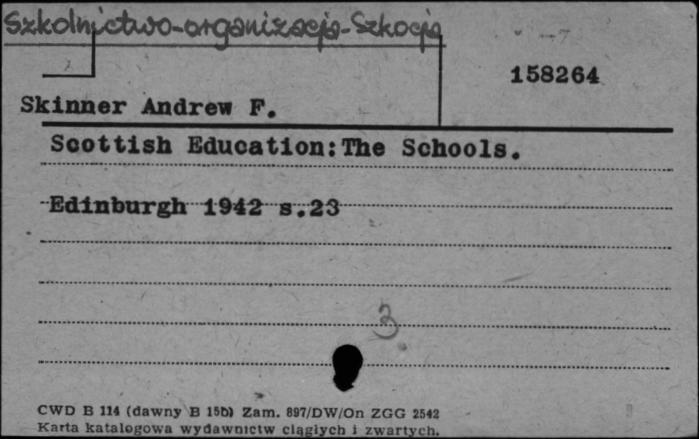 Szkolnictwo-organizacja-Szkocja
158264
Skinner Andrew F.
Scottish Education:The Schools.
Edinburgh 1942 s.23
3
CWD B 114 (dawny B 15b) Zam. 897/DW/On ZGG 2542
Karta katalogowa wydawnictw ciągłych i zwartych.